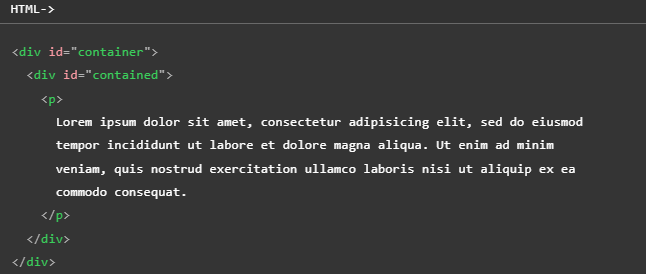 HTML->
<div id="container">
<div id="contained">
<p>
Lorem ipsum dolor sit amet, consectetur adipisicing elit, sed do eiusmod
tempor incididunt ut labore et dolore magna aliqua. Ut enim ad minim
veniam, quis nostrud exercitation ullamco laboris nisi ut aliquip ex ea
commodo consequat.
</p>
</div>
</div>